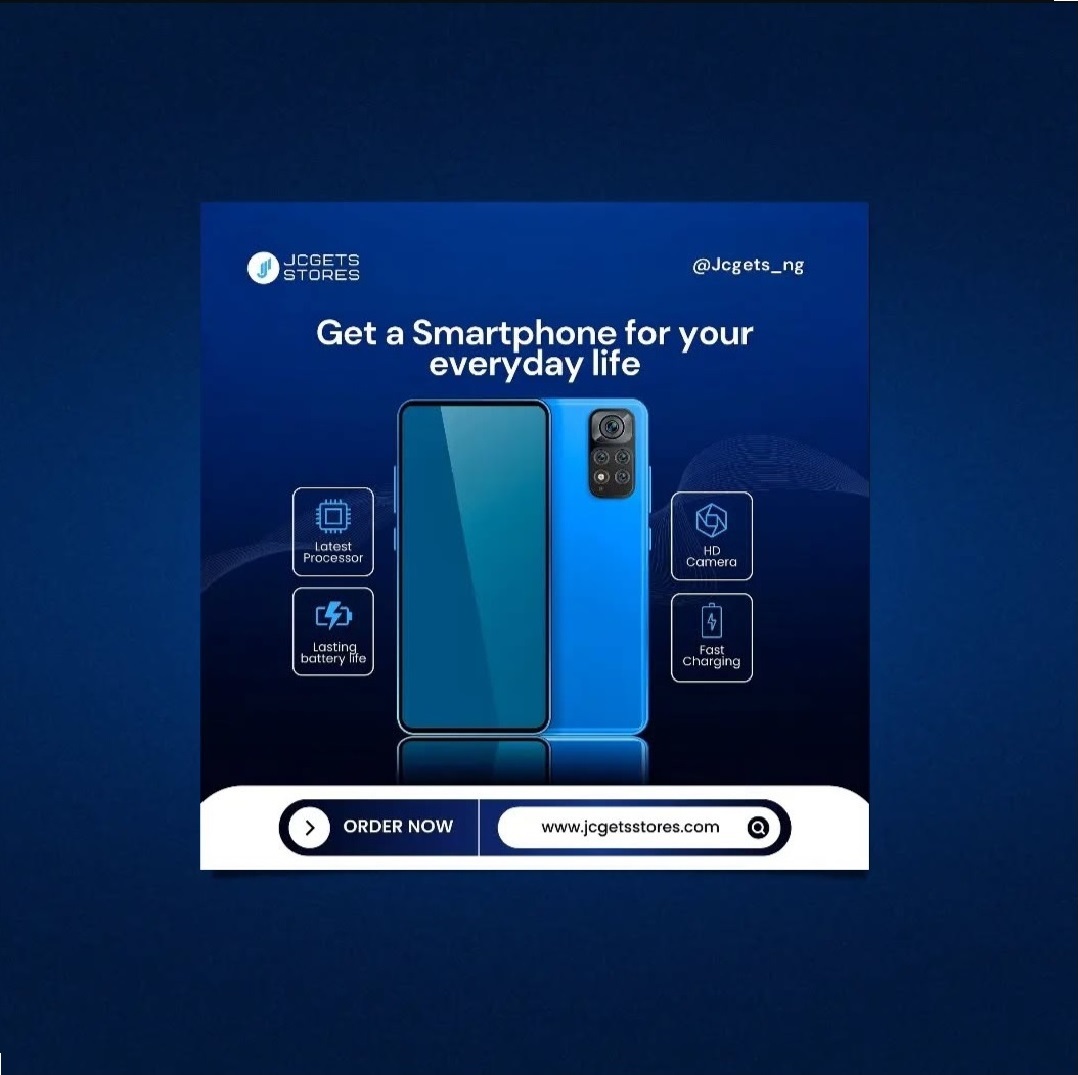 JCGETS
STORES
@Jcgets_ng
Get a Smartphone for your
everyday life
Latest
Processor
HD
Camera
Lasting
battery life
Fast
Charging
ORDER NOW
www.jcgetsstores.com